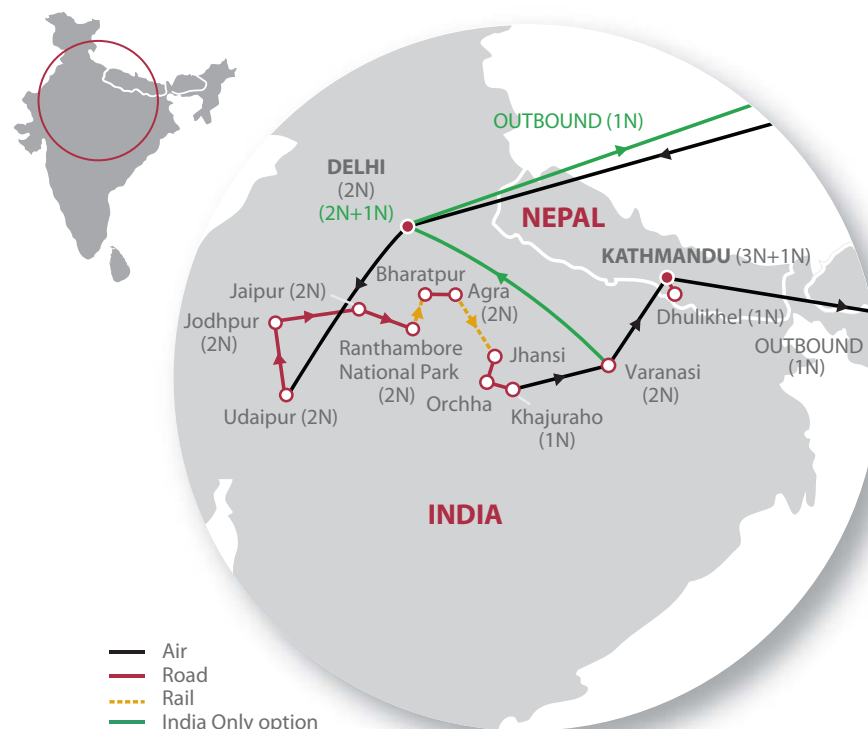 OUTBOUND (1N)
DELHI
(2N)
(2N+1N)
NEPAL
KATHMANDU (3N+1N)
Bharatpur
Jaipur (2N)
Agra
(2N)
Dhulikhel (1N)
Jodhpur
(2N)
Ranthambore
National Park
(2N)
Jhansi
OUTBOUND
(1N)
Varanasi
(2N)
Orchha
Udaipur (2N)
Khajuraho
(1N)
INDIA
Air
Road
Rail
India Only option